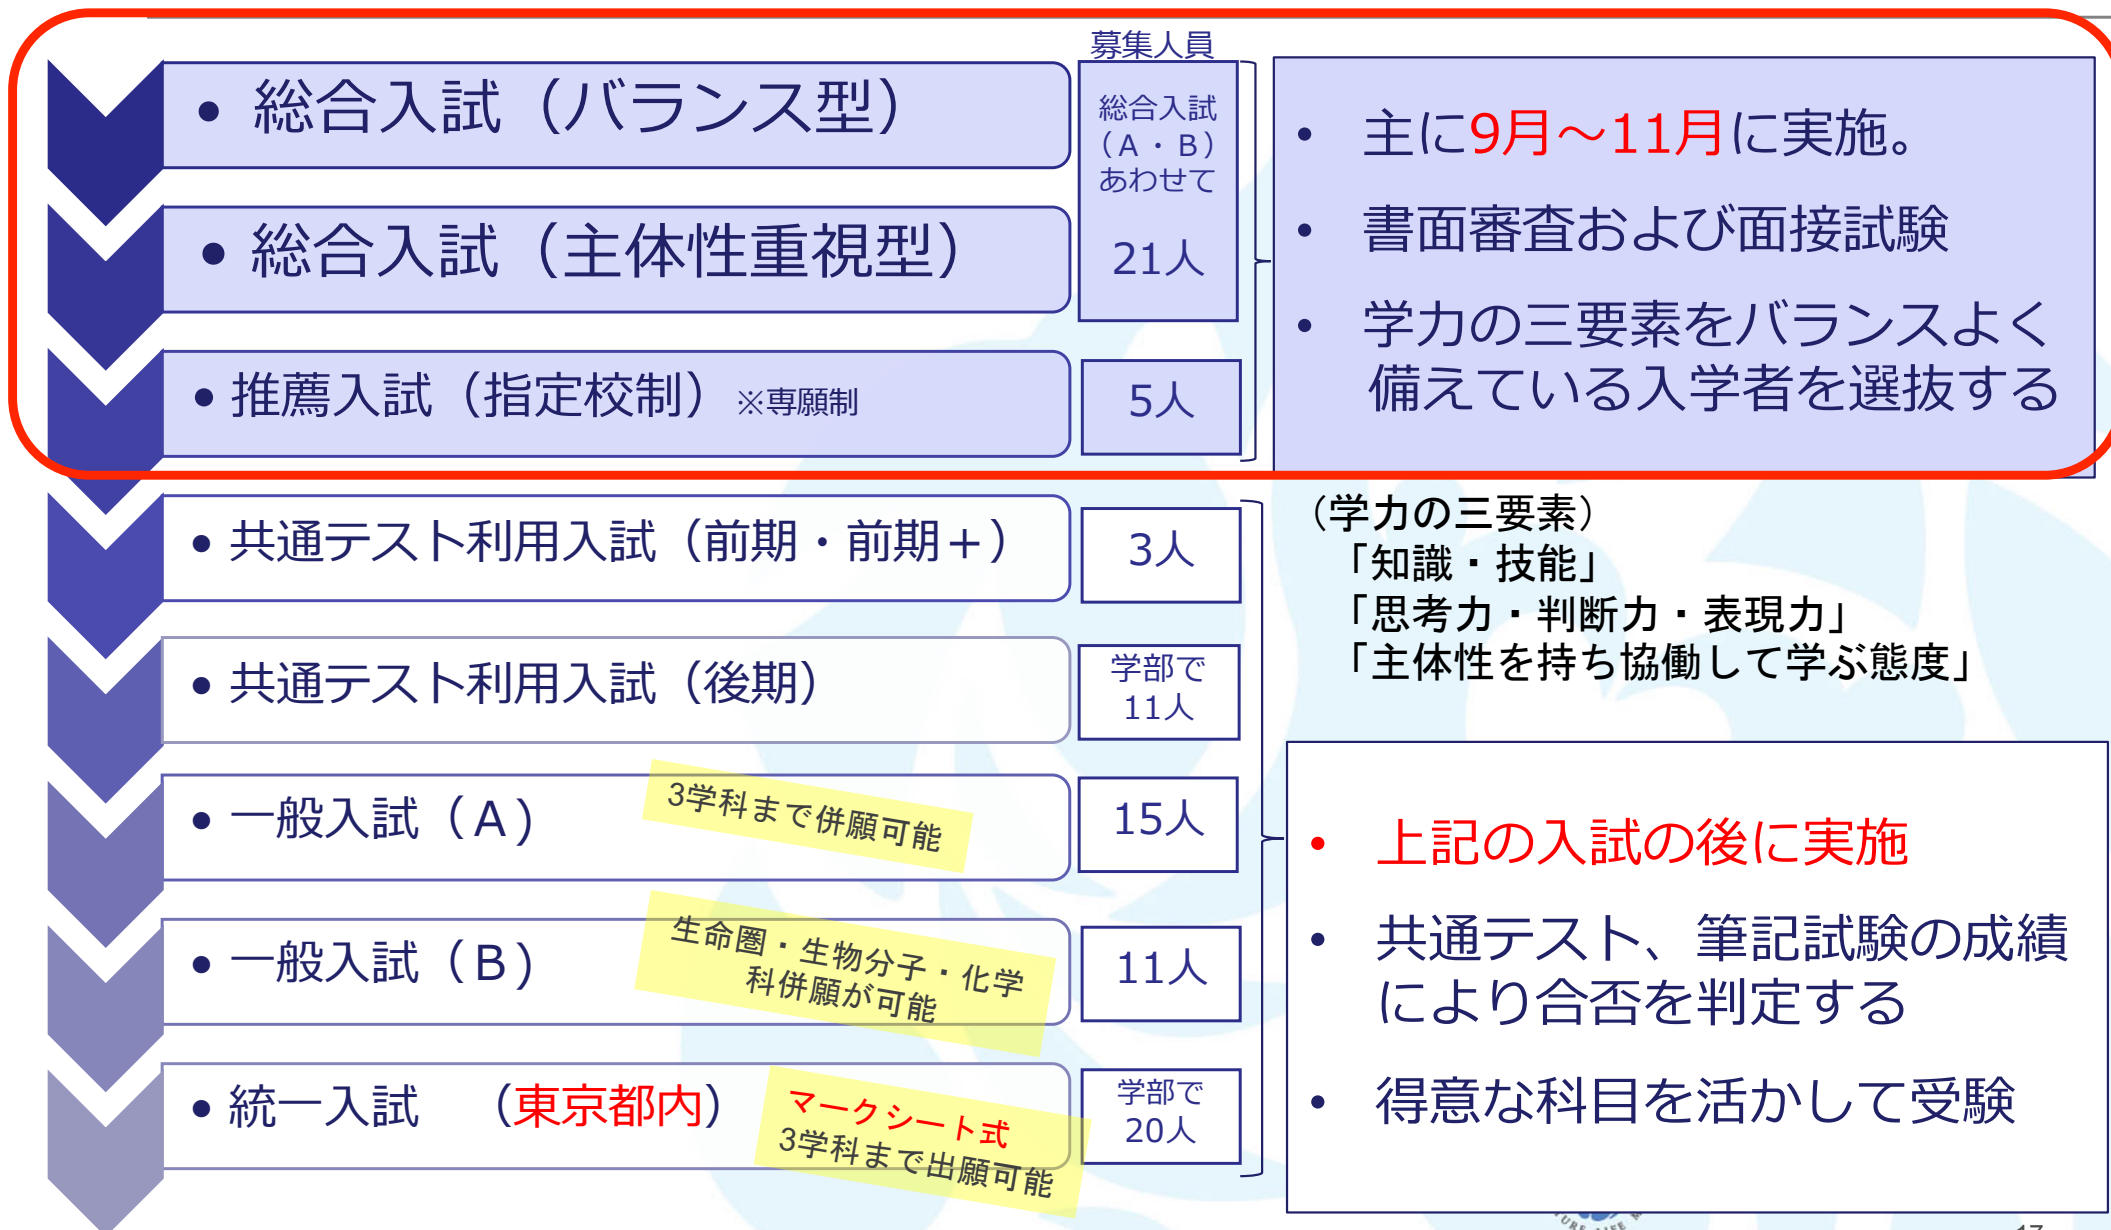 募集人員
• 総合入試（バランス型）
総合入試
（A・B）
あわせて
21人
• 総合入試（主体性重視型）
• 推薦入試（指定校制）※専願制
5人
• 主に9月～11月に実施。
• 書面審査および面接試験
• 学力の三要素をバランスよく
備えている入学者を選抜する
• 共通テスト利用入試（前期・前期＋）
3人
（学力の三要素）
「知識・技能」
「思考力・判断力・表現力」
「主体性を持ち協働して学ぶ態度」
• 共通テスト利用入試（後期）
学部で
11人
• 一般入試（A）
3学科まで併願可能
15人
• 一般入試（B）
生命圏・生物分子・化学
科併願が可能
11人
• 統一入試　（東京都内）
マークシート式
3学科まで出願可能
学部で
20人
• 上記の入試の後に実施
• 共通テスト、筆記試験の成績
により合否を判定する
• 得意な科目を活かして受験